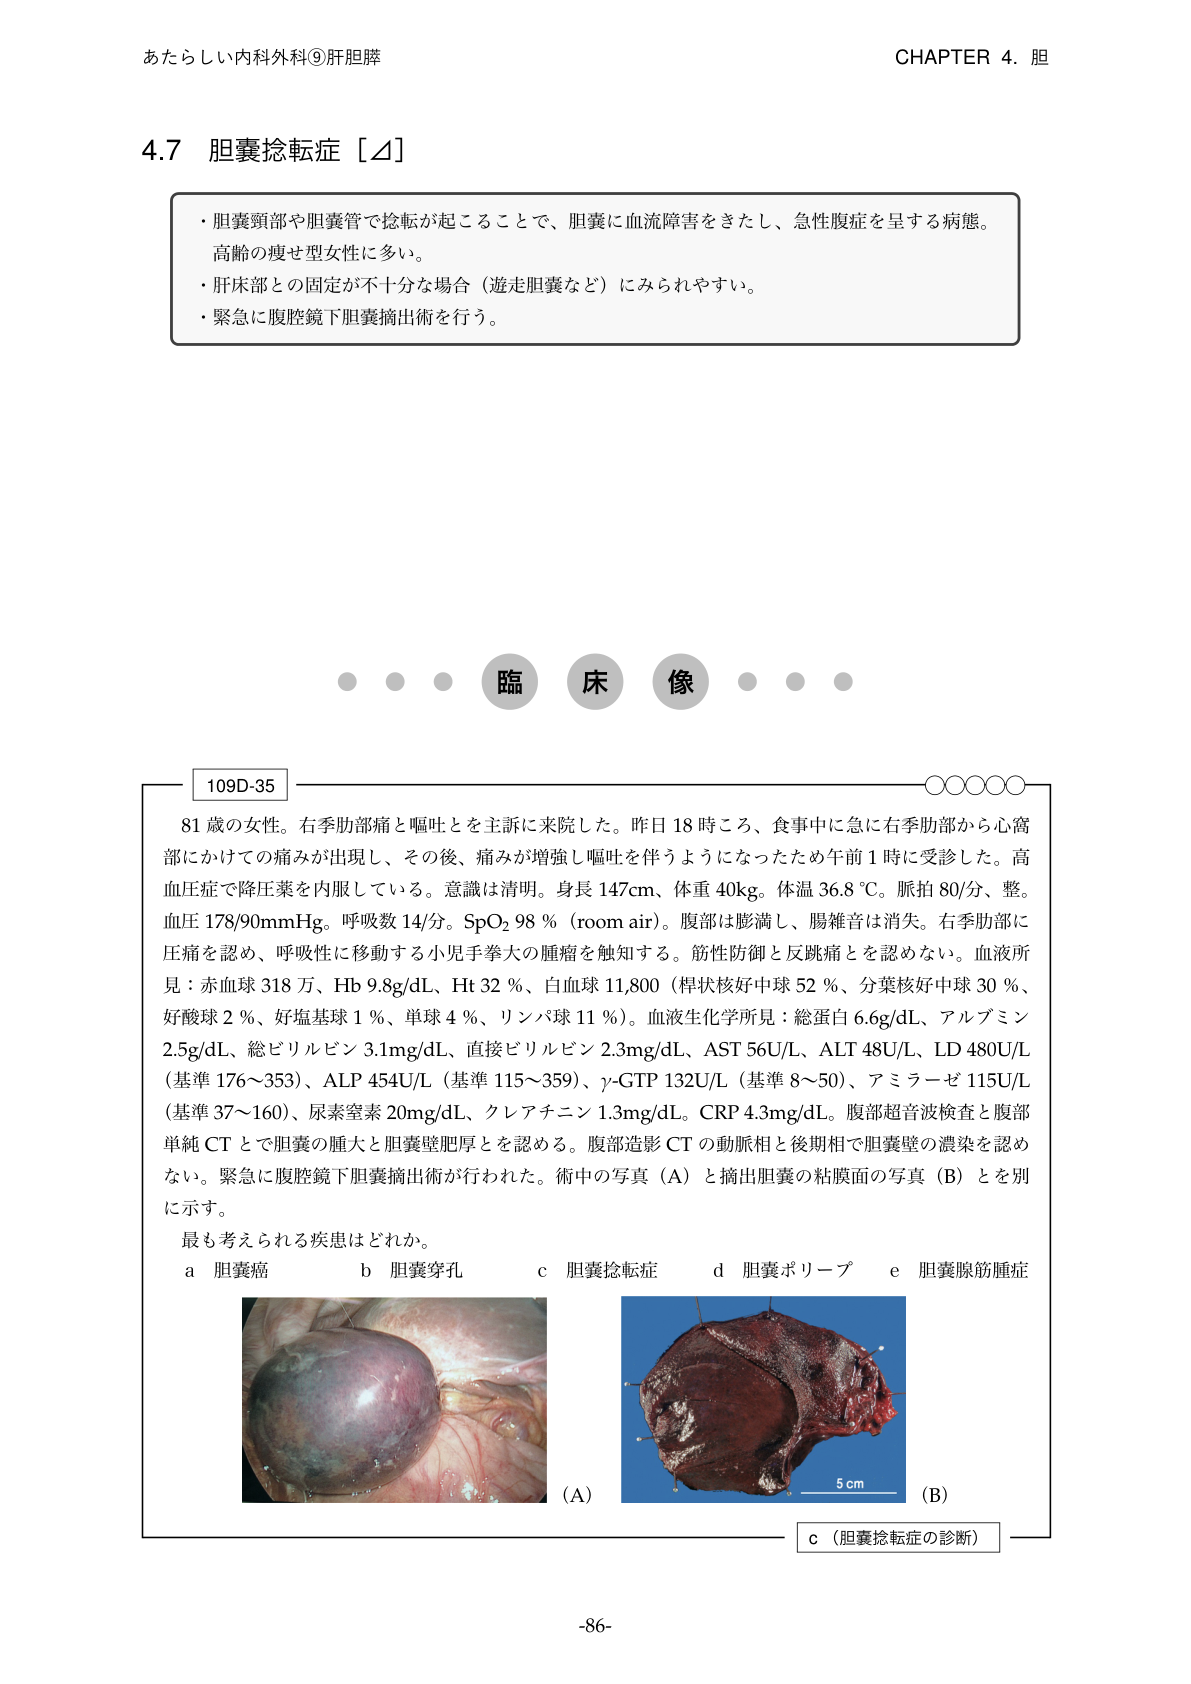 あたらしい内科外科⑨肝胆膵
CHAPTER 4. 胆
4.7 胆嚢捻転症［⊿］
・胆嚢頸部や胆嚢管で捻転が起こることで、胆嚢に血流障害をきたし、急性腹症を呈する病態。
高齢の痩せ型女性に多い。
・肝床部との固定が不十分な場合（遊走胆嚢など）にみられやすい。
・緊急に腹腔鏡下胆嚢摘出術を行う。
臨 床 像
109D-35
81 歳の女性。右季肋部痛と嘔吐とを主訴に来院した。昨日 18 時ころ、食事中に急に右季肋部から心窩
部にかけての痛みが出現し、その後、痛みが増強し嘔吐を伴うようになったため午前 1 時に受診した。高
血圧症で降圧薬を内服している。意識は清明。身長 147cm、体重 40kg。体温 36.8 ℃。脈拍 80/分、整。
血圧 178/90mmHg。呼吸数 14/分。SpO₂ 98 %（room air）。腹部は膨満し、腸雑音は消失。右季肋部に
圧痛を認め、呼吸性に移動する小児手拳大の腫瘤を触知する。筋性防御と反跳痛とを認めない。血液所
見：赤血球 318 万、Hb 9.8g/dL、Ht 32 %、白血球 11,800（桿状核好中球 52 %、分葉核好中球 30 %、
好酸球 2 %、好塩基球 1 %、単球 4 %、リンパ球 11 %）。血液生化学所見：総蛋白 6.6g/dL、アルブミン
2.5g/dL、総ビリルビン 3.1mg/dL、直接ビリルビン 2.3mg/dL、AST 56U/L、ALT 48U/L、LD 480U/L
（基準 176〜353）、ALP 454U/L（基準 115〜359）、γ-GTP 132U/L（基準 8〜50）、アミラーゼ 115U/L
（基準 37〜160）、尿素窒素 20mg/dL、クレアチニン 1.3mg/dL。CRP 4.3mg/dL。腹部超音波検査と腹部
単純 CT とで胆嚢の腫大と胆嚢壁肥厚とを認める。腹部造影 CT の動脈相と後期相で胆嚢壁の濃染を認め
ない。緊急に腹腔鏡下胆嚢摘出術が行われた。術中の写真（A）と摘出胆嚢の粘膜面の写真（B）とを別
に示す。
最も考えられる疾患はどれか。
a 胆嚢癌 b 胆嚢穿孔 c 胆嚢捻転症 d 胆嚢ポリープ e 胆嚢腺筋腫症
5 cm
（A）
（B）
c （胆嚢捻転症の診断）
-86-